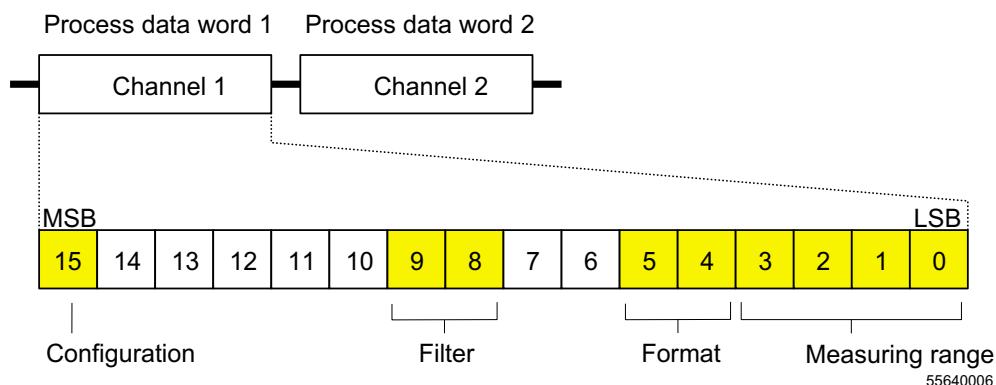 Process data word 1 Process data word 2
Channel 1 Channel 2
MSB LSB
15 14 13 12 11 10 9 8 7 6 5 4 3 2 1 0
Configuration Filter Format Measuring range
55640006